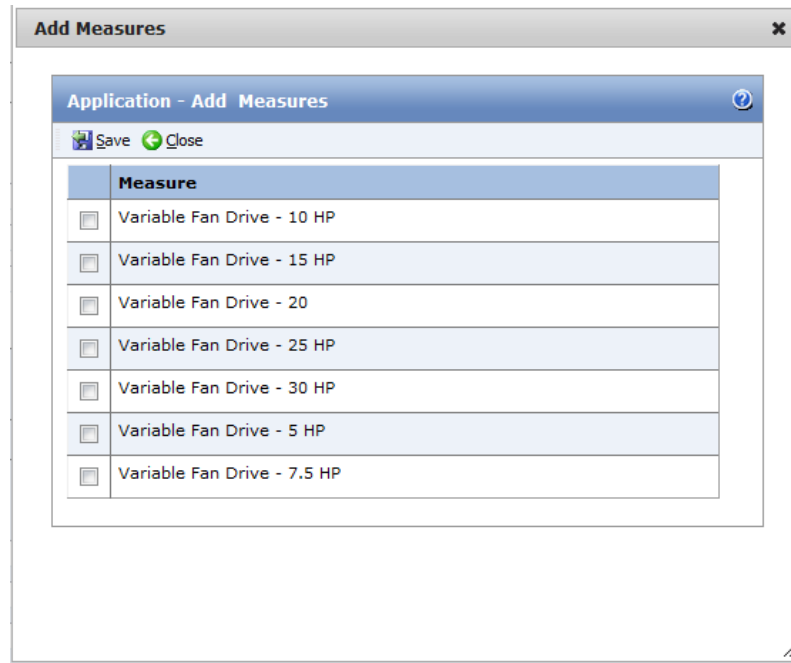 Add Measures
Application - Add Measures
Save Close
Measure
Variable Fan Drive - 10 HP
Variable Fan Drive - 15 HP
Variable Fan Drive - 20
Variable Fan Drive - 25 HP
Variable Fan Drive - 30 HP
Variable Fan Drive - 5 HP
Variable Fan Drive - 7.5 HP